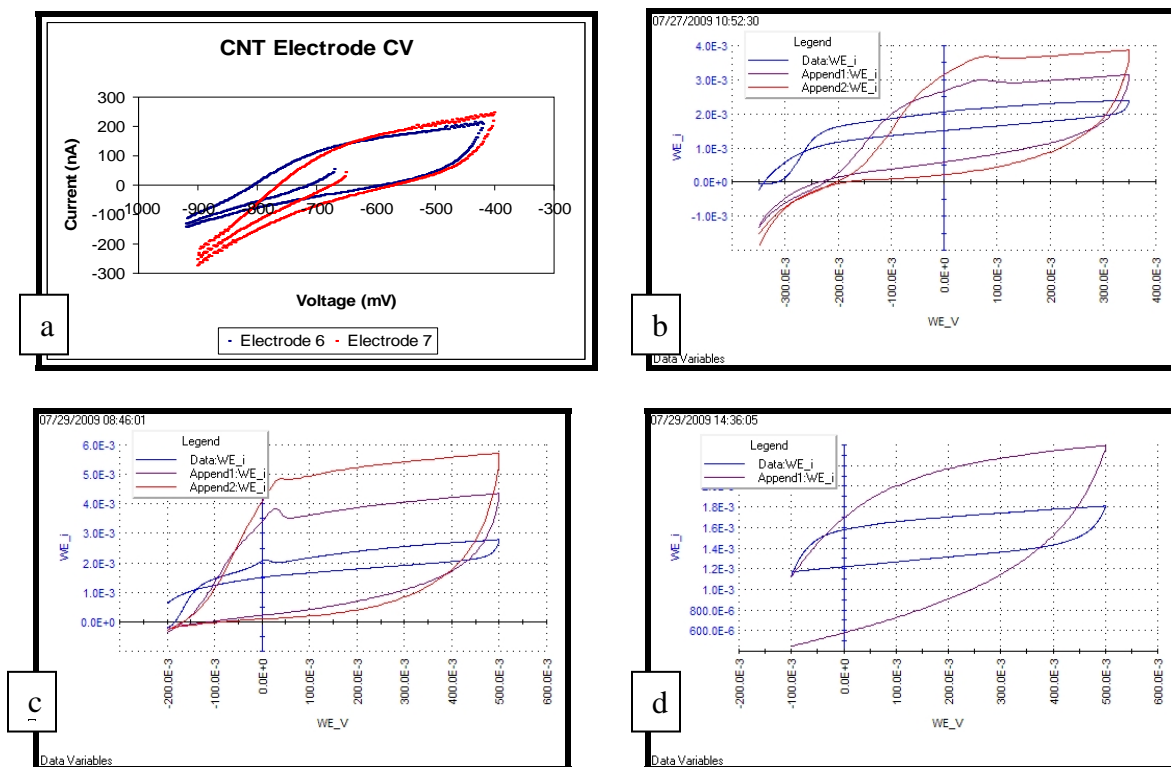 CNT Electrode CV
300
200
100
0
-100
-200
-300
-1000 -900 -800 -700 -600 -500 -400 -300
Current (nA)
Voltage (mV)
Electrode 6 Electrode 7
a
07/27/2009 10:52:30
Legend
Data:WE_i
Append1:WE_i
Append2:WE_i
4.0E-3
3.0E-3
2.0E-3
1.0E-3
0.0E+0
-1.0E-3
WE_i
-300.0E-3 -200.0E-3 -100.0E-3 0.0E+0 100.0E-3 200.0E-3 300.0E-3 400.0E-3
WE_V
Data Variables
b
07/29/2009 08:46:01
Legend
Data:WE_i
Append1:WE_i
Append2:WE_i
6.0E-3
5.0E-3
4.0E-3
3.0E-3
2.0E-3
1.0E-3
0.0E+0
WE_i
-200.0E-3 -100.0E-3 0.0E+0 100.0E-3 200.0E-3 300.0E-3 400.0E-3 500.0E-3 600.0E-3
WE_V
Data Variables
c
07/29/2009 14:36:05
Legend
Data:WE_i
Append1:WE_i
1.8E-3
1.6E-3
1.4E-3
1.2E-3
1.0E-3
800.0E-6
600.0E-6
WE_i
-200.0E-3 -100.0E-3 0.0E+0 100.0E-3 200.0E-3 300.0E-3 400.0E-3 500.0E-3 600.0E-3
WE_V
Data Variables
d